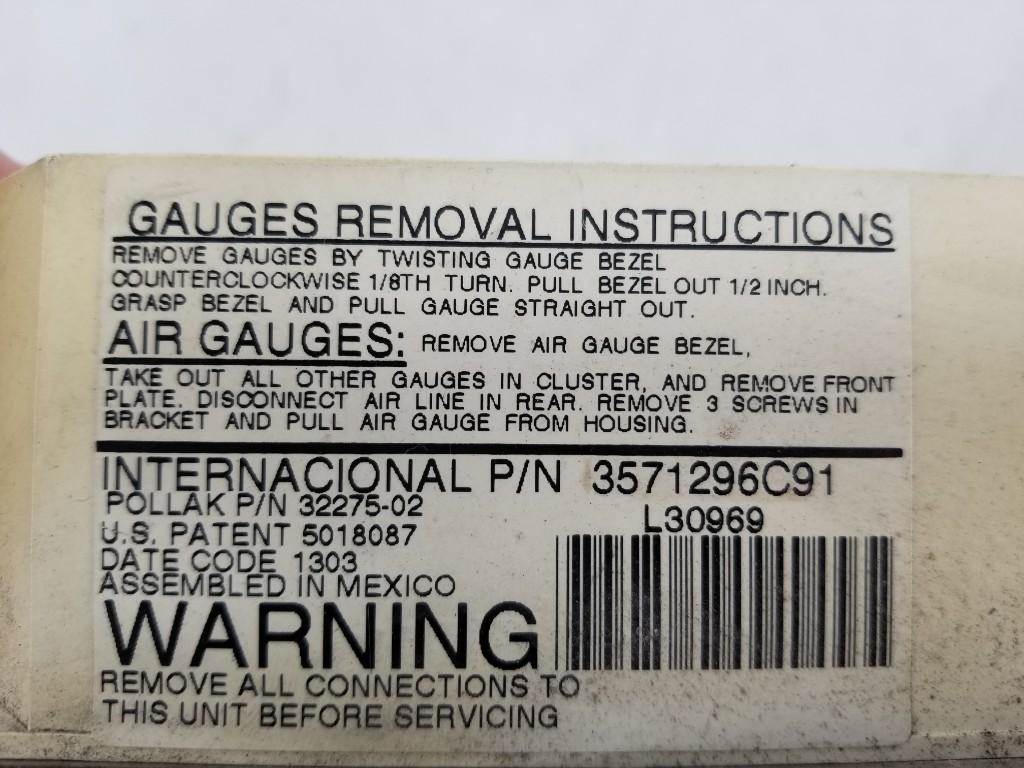 GAUGES REMOVAL INSTRUCTIONS
REMOVE GAUGES BY TWISTING GAUGE BEZEL
COUNTERCLOCKWISE 1/8TH TURN. PULL BEZEL OUT 1/2 INCH.
GRASP BEZEL AND PULL GAUGE STRAIGHT OUT.
AIR GAUGES: REMOVE AIR GAUGE BEZEL,
TAKE OUT ALL OTHER GAUGES IN CLUSTER, AND REMOVE FRONT
PLATE. DISCONNECT AIR LINE IN REAR. REMOVE 3 SCREWS IN
BRACKET AND PULL AIR GAUGE FROM HOUSING.
INTERNACIONAL P/N 3571296C91
POLLAK P/N 32275-02
L30969
U.S. PATENT 5018087
DATE CODE 1303
ASSEMBLED IN MEXICO
WARNING
REMOVE ALL CONNECTIONS TO
THIS UNIT BEFORE SERVICING